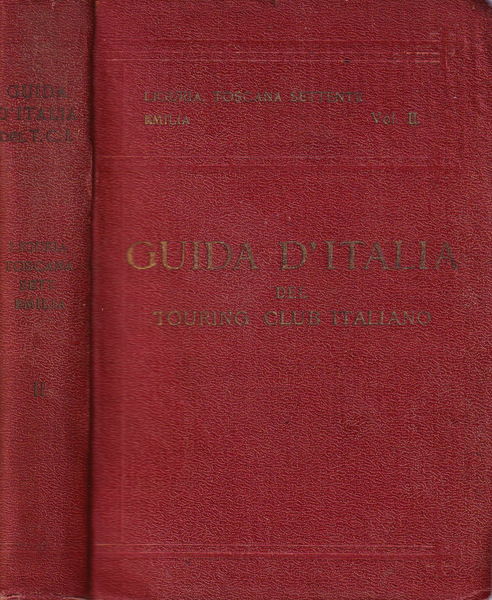 GUIDA
D'ITALIA
DEL T. C. I.
LIGURIA
TOSCANA
SETT.
EMILIA
II
LIGURIA, TOSCANA SETTENTR.
EMILIA Vol. II.
GUIDA D'ITALIA
DEL
TOURING CLUB ITALIANO